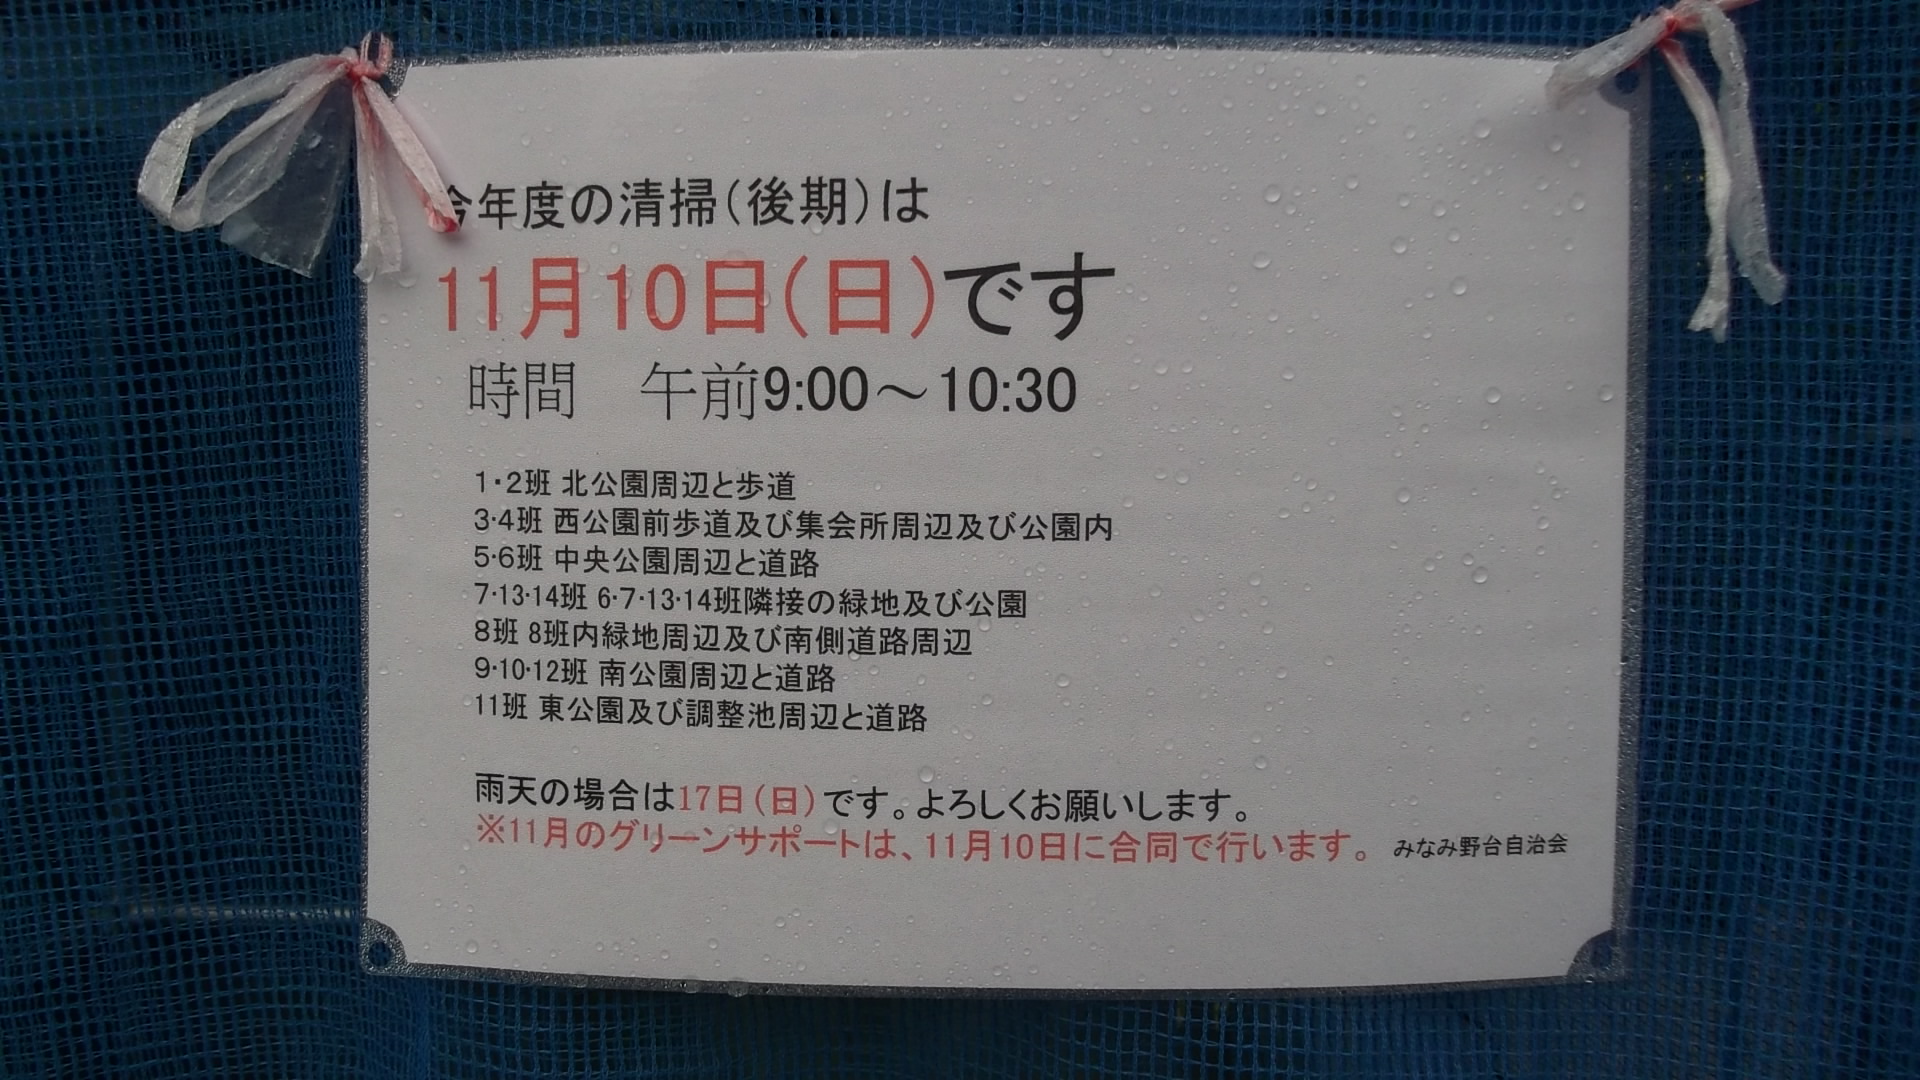 今年度の清掃（後期）は
11月10日（日）です
時間　午前9:00～10:30
1・2班 北公園周辺と歩道
3・4班 西公園前歩道及び集会所周辺及び公園内
5・6班 中央公園周辺と道路
7・13・14班 6・7・13・14班隣接の緑地及び公園
8班 8班内緑地周辺及び南側道路周辺
9・10・12班 南公園周辺と道路
11班 東公園及び調整池周辺と道路
雨天の場合は17日（日）です。よろしくお願いします。
※11月のグリーンサポートは、11月10日に合同で行います。 みなみ野台自治会